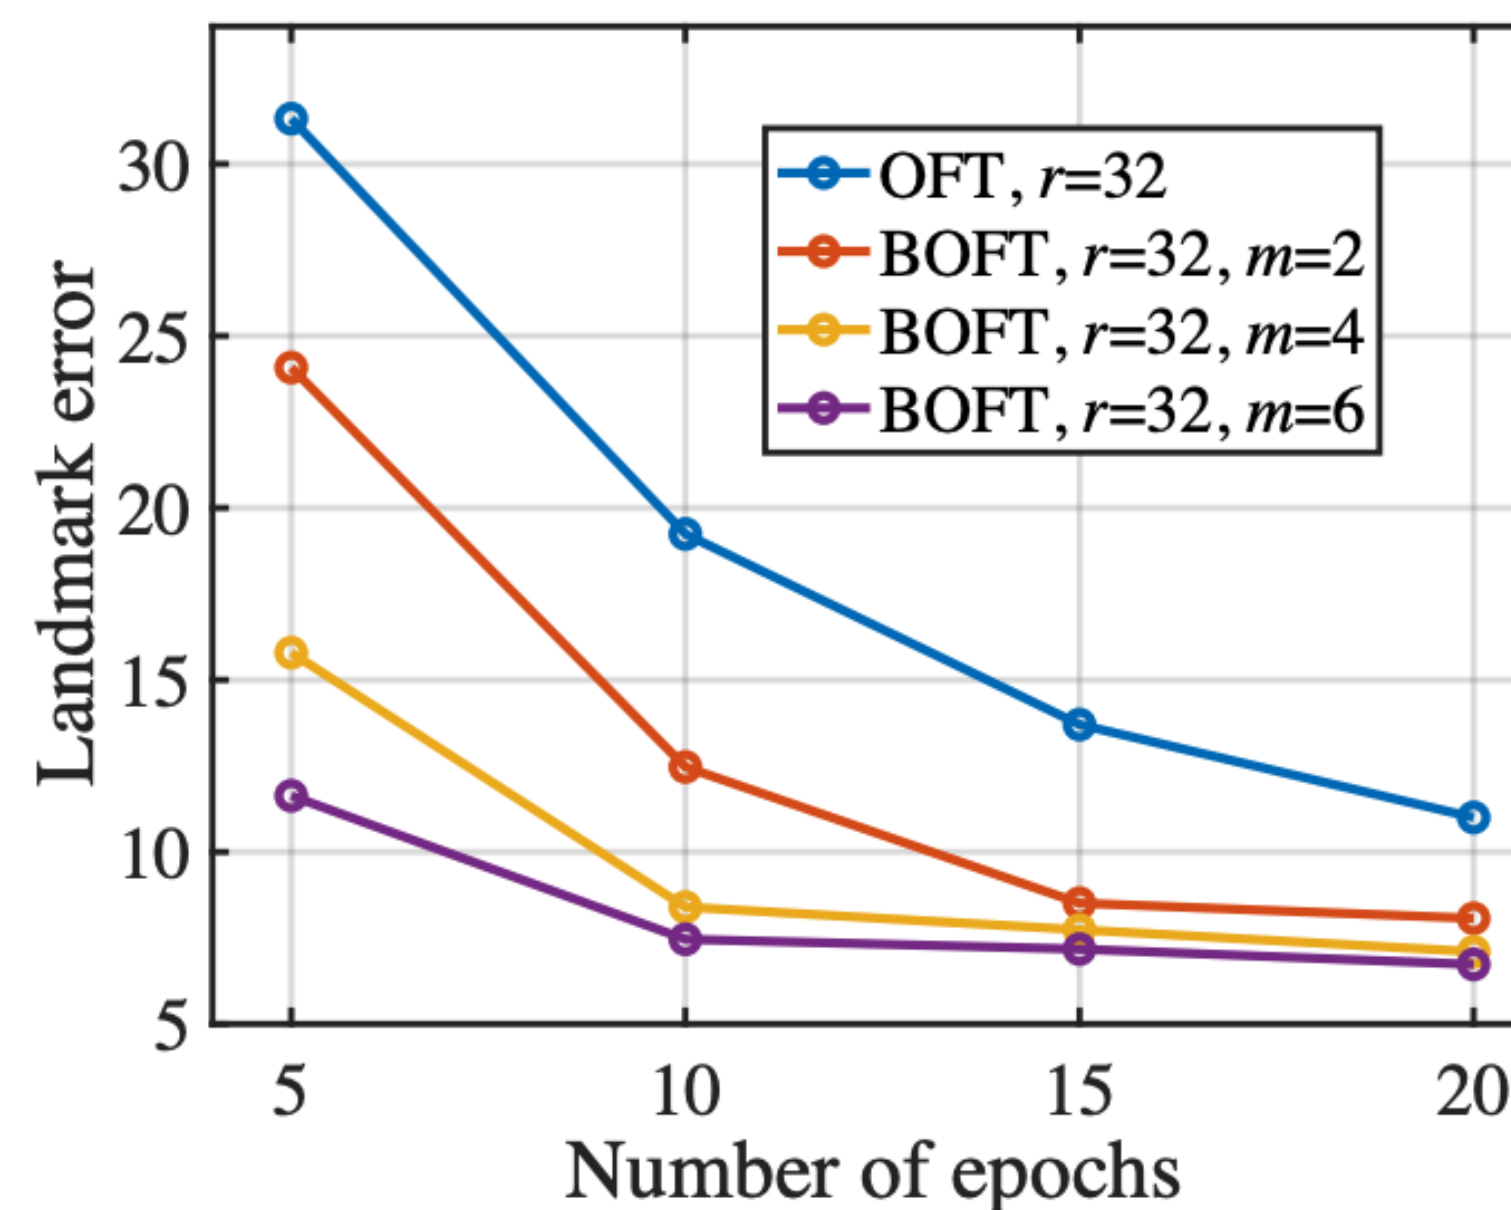 Landmark error
30
25
20
15
10
5
OFT, r=32
BOFT, r=32, m=2
BOFT, r=32, m=4
BOFT, r=32, m=6
5 10 15 20
Number of epochs